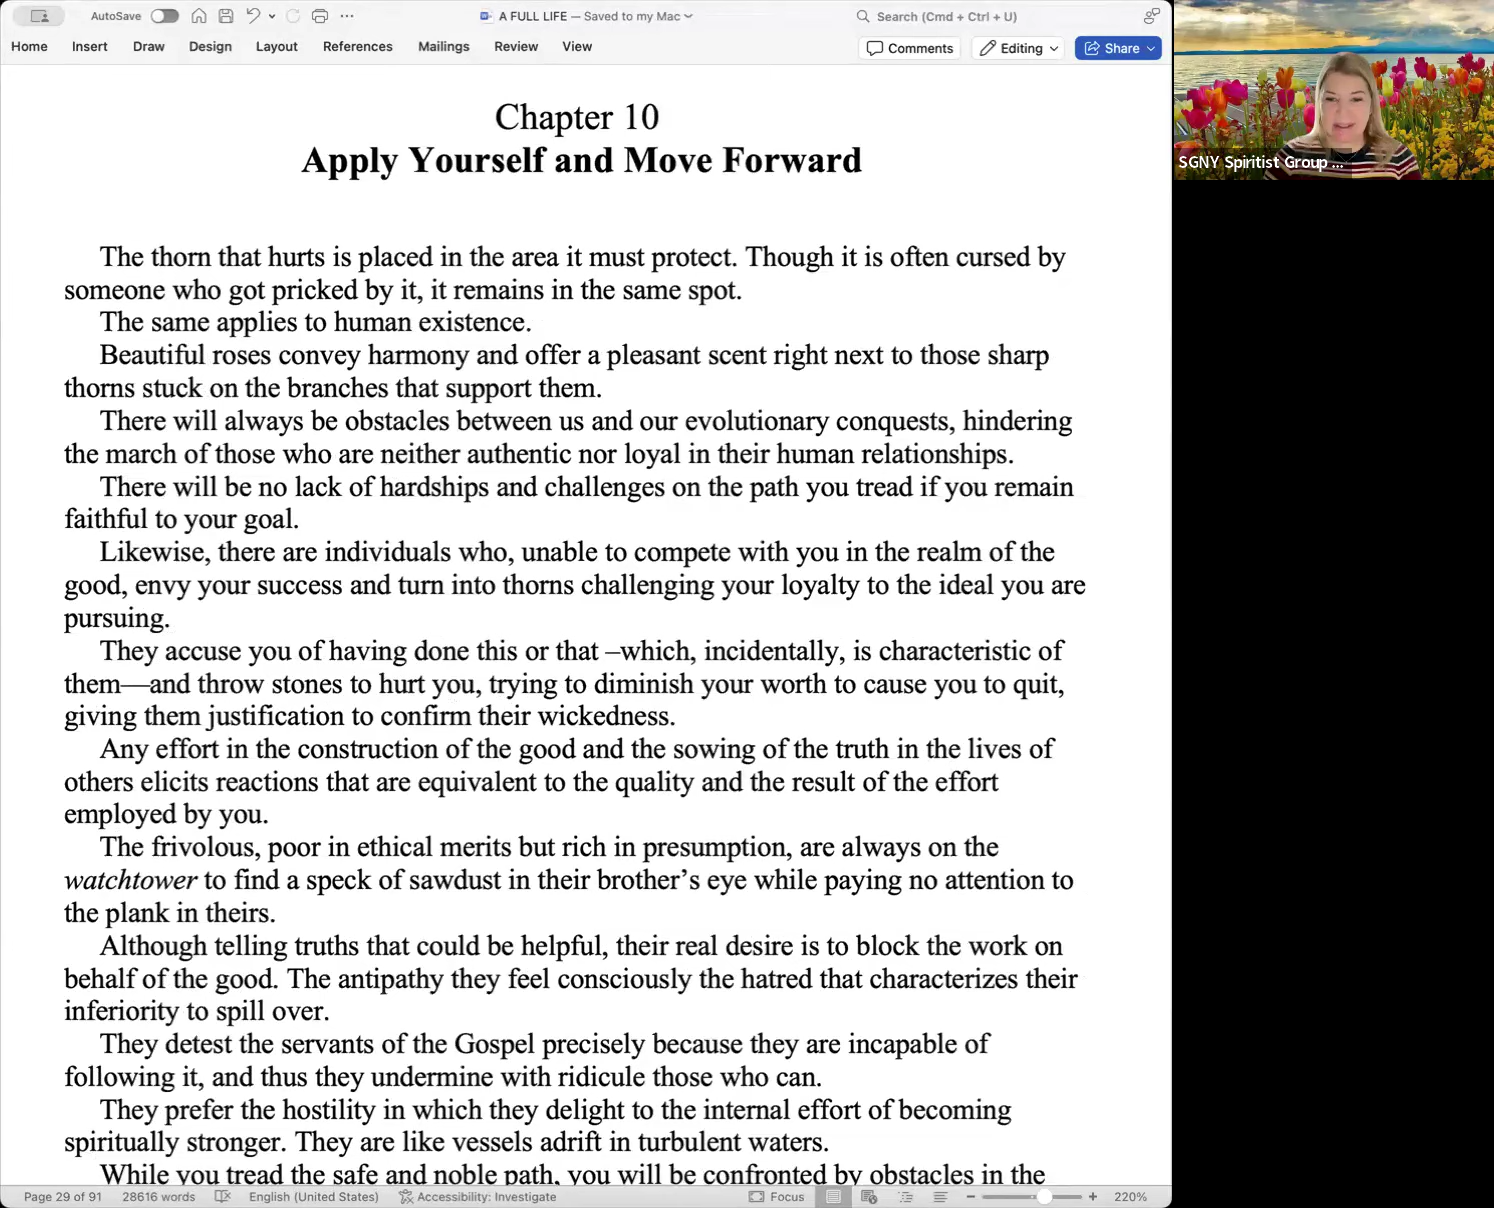 AutoSave
A FULL LIFE — Saved to my Mac
Search (Cmd + Ctrl + U)
Home Insert Draw Design Layout References Mailings Review View
Comments Editing Share
SGNY Spiritist Group ...
Chapter 10
Apply Yourself and Move Forward
The thorn that hurts is placed in the area it must protect. Though it is often cursed by
someone who got pricked by it, it remains in the same spot.
The same applies to human existence.
Beautiful roses convey harmony and offer a pleasant scent right next to those sharp
thorns stuck on the branches that support them.
There will always be obstacles between us and our evolutionary conquests, hindering
the march of those who are neither authentic nor loyal in their human relationships.
There will be no lack of hardships and challenges on the path you tread if you remain
faithful to your goal.
Likewise, there are individuals who, unable to compete with you in the realm of the
good, envy your success and turn into thorns challenging your loyalty to the ideal you are
pursuing.
They accuse you of having done this or that –which, incidentally, is characteristic of
them—and throw stones to hurt you, trying to diminish your worth to cause you to quit,
giving them justification to confirm their wickedness.
Any effort in the construction of the good and the sowing of the truth in the lives of
others elicits reactions that are equivalent to the quality and the result of the effort
employed by you.
The frivolous, poor in ethical merits but rich in presumption, are always on the
watchtower to find a speck of sawdust in their brother’s eye while paying no attention to
the plank in theirs.
Although telling truths that could be helpful, their real desire is to block the work on
behalf of the good. The antipathy they feel consciously the hatred that characterizes their
inferiority to spill over.
They detest the servants of the Gospel precisely because they are incapable of
following it, and thus they undermine with ridicule those who can.
They prefer the hostility in which they delight to the internal effort of becoming
spiritually stronger. They are like vessels adrift in turbulent waters.
While you tread the safe and noble path, you will be confronted by obstacles in the
Page 29 of 91 28616 words English (United States) Accessibility: Investigate Focus 220%